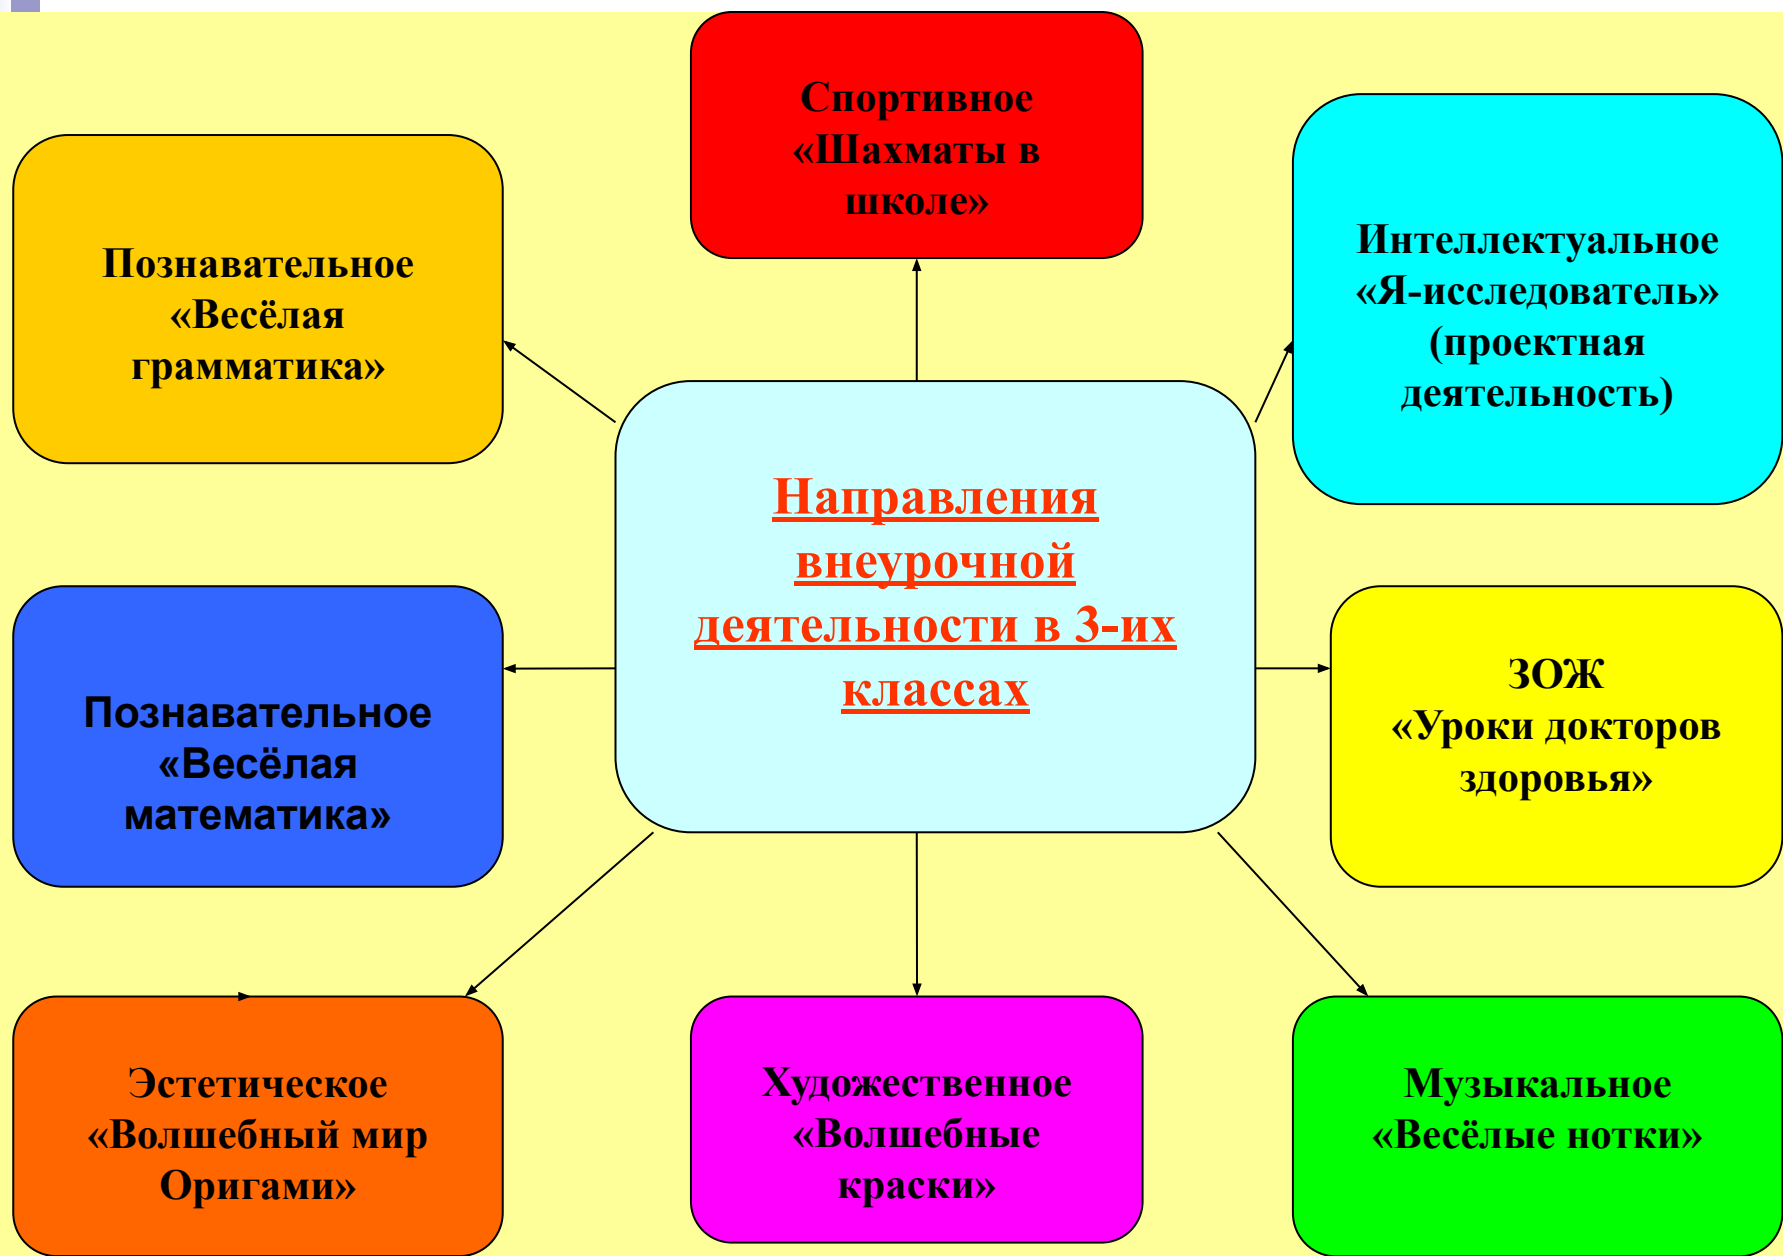 Спортивное
«Шахматы в
школе»
Познавательное
«Весёлая
грамматика»
Интеллектуальное
«Я-исследователь»
(проектная
деятельность)
Направления
внеурочной
деятельности в 3-их
классах
Познавательное
«Весёлая
математика»
ЗОЖ
«Уроки докторов
здоровья»
Эстетическое
«Волшебный мир
Оригами»
Художественное
«Волшебные
краски»
Музыкальное
«Весёлые нотки»